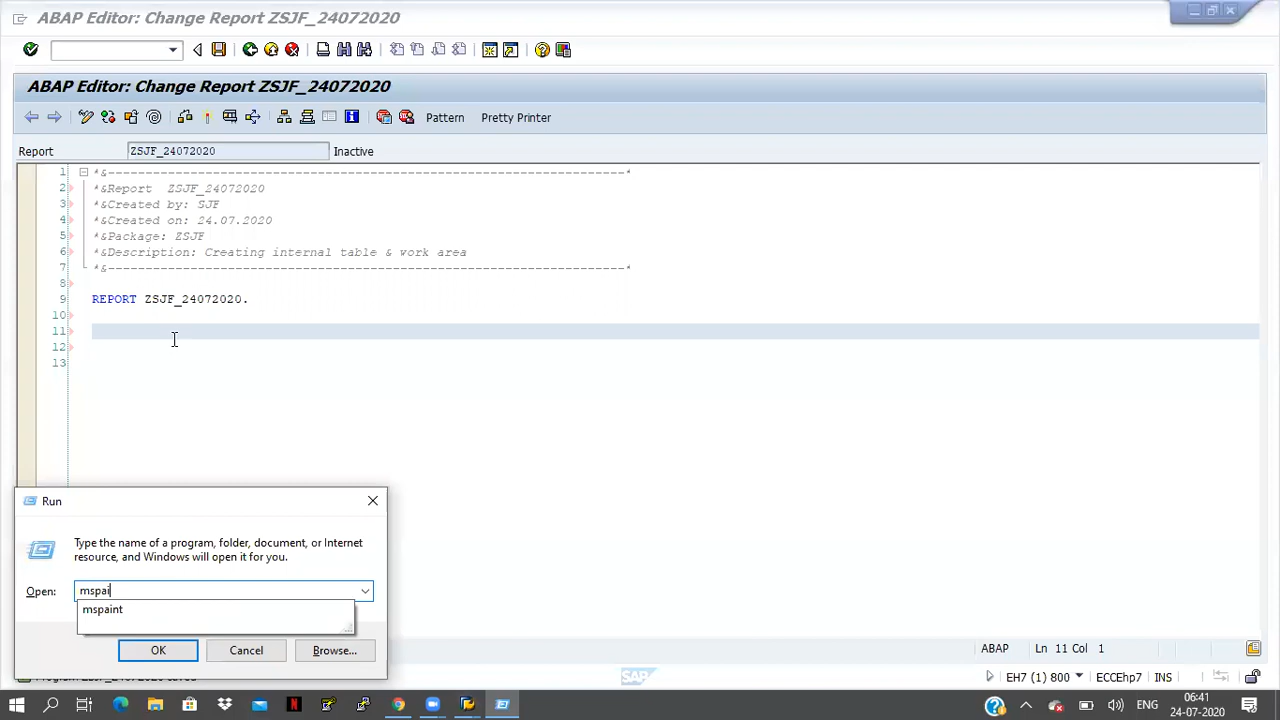 ABAP Editor: Change Report ZSJF_24072020
ABAP Editor: Change Report ZSJF_24072020
Pattern Pretty Printer
Report ZSJF_24072020 Inactive
1 *&---------------------------------------------------------------------*
2 *&Report  ZSJF_24072020
3 *&Created by: SJF
4 *&Created on: 24.07.2020
5 *&Package: ZSJF
6 *&Description: Creating internal table & work area
7 *&---------------------------------------------------------------------*
8
9 REPORT ZSJF_24072020.
10
11
12
13
Run
Type the name of a program, folder, document, or Internet
resource, and Windows will open it for you.
Open: mspai
mspaint
OK Cancel Browse...
ABAP Ln 11 Col 1
SAP
EH7 (1) 800 ECCEhp7 INS
ENG
06:41
24-07-2020